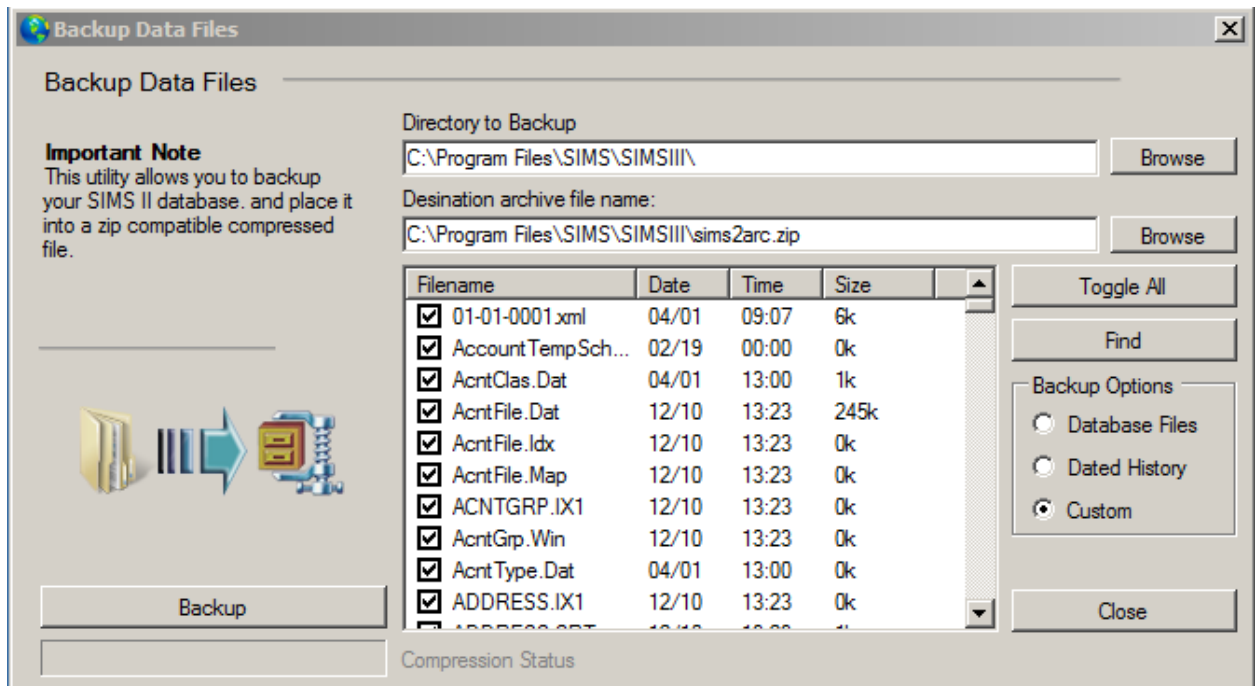 Backup Data Files
Backup Data Files
Important Note
This utility allows you to backup
your SIMS II database. and place it
into a zip compatible compressed
file.
Directory to Backup
C:\Program Files\SIMS\SIMSIII\
Browse
Desination archive file name:
C:\Program Files\SIMS\SIMSIII\sims2arc.zip
Browse
Filename Date Time Size
01-01-0001.xml 04/01 09:07 6k
AccountTempSch... 02/19 00:00 0k
AcntClas.Dat 04/01 13:00 1k
AcntFile.Dat 12/10 13:23 245k
AcntFile.Idx 12/10 13:23 0k
AcntFile.Map 12/10 13:23 0k
ACNTGRP.IX1 12/10 13:23 0k
AcntGrp.Win 12/10 13:23 0k
AcntType.Dat 04/01 13:00 0k
ADDRESS.IX1 12/10 13:23 0k
Toggle All
Find
Backup Options
Database Files
Dated History
Custom
Backup
Close
Compression Status